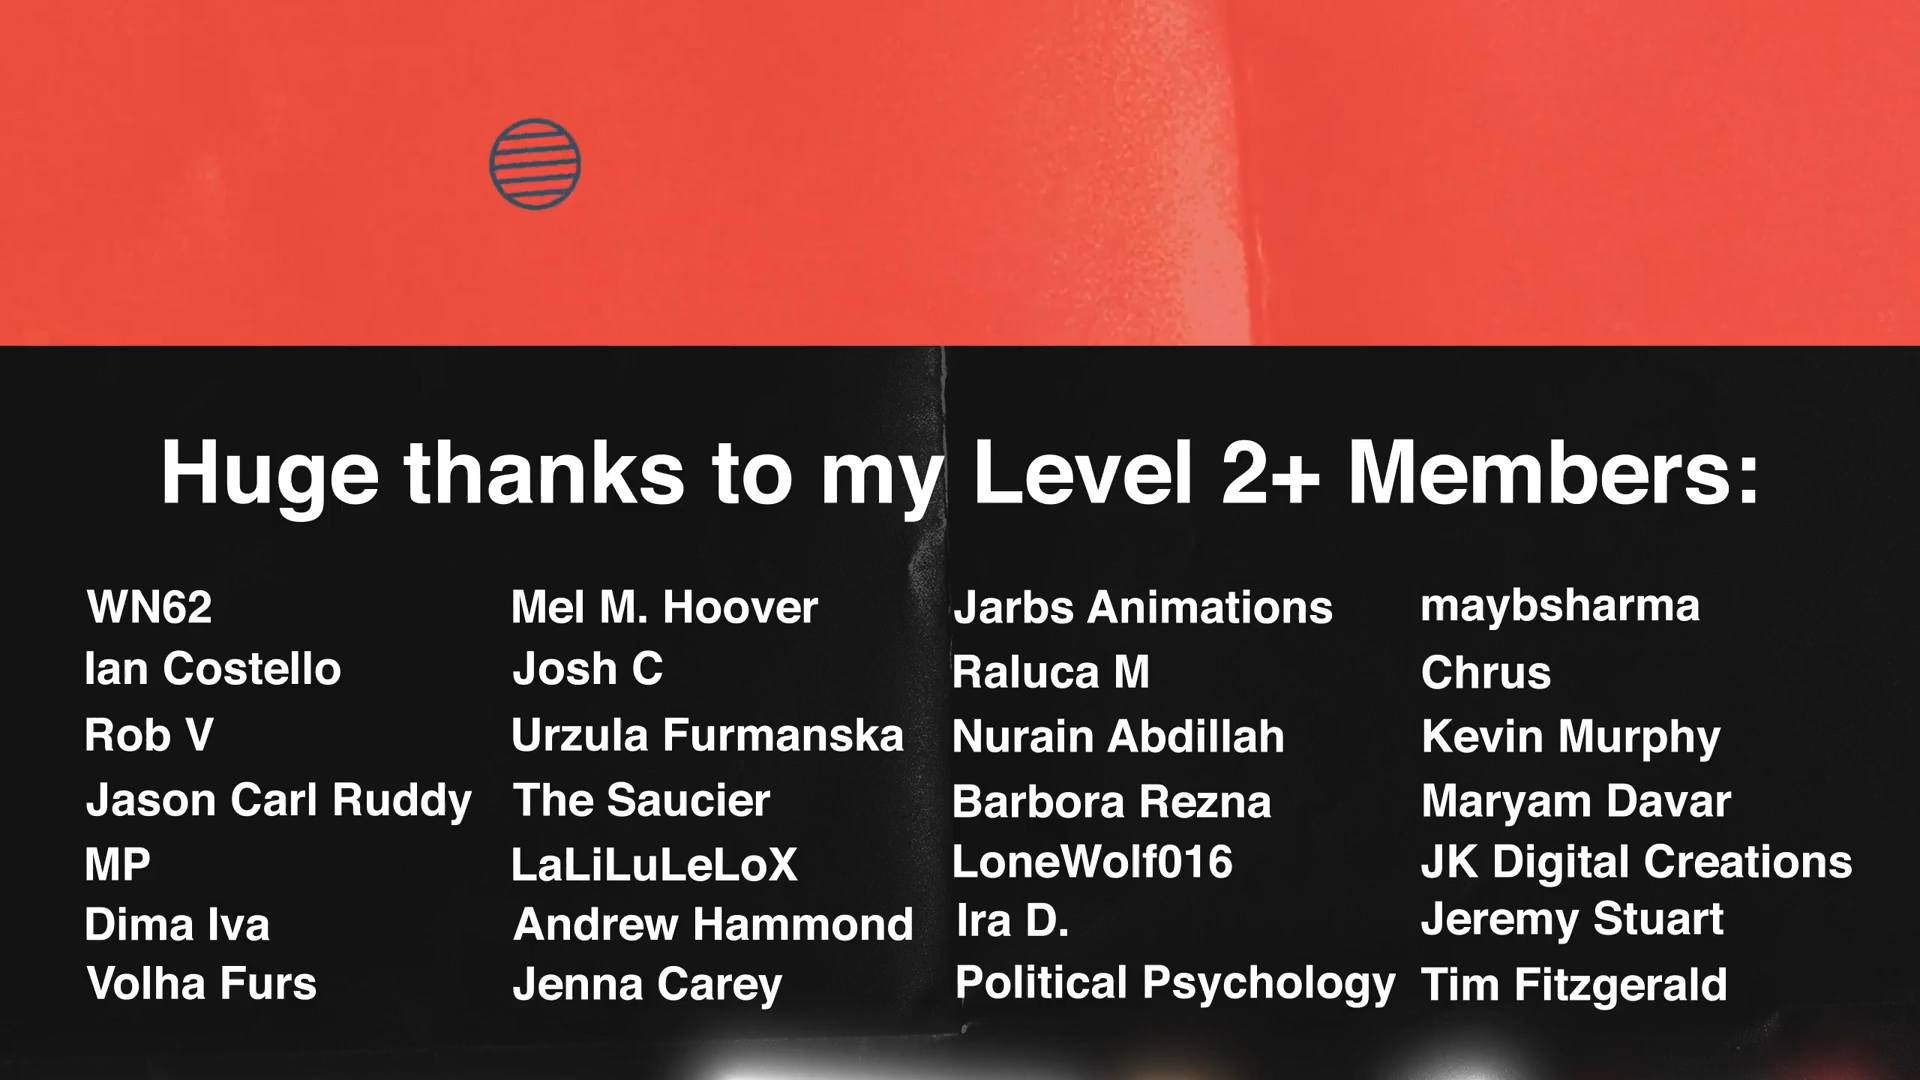 Huge thanks to my Level 2+ Members:
WN62
Ian Costello
Rob V
Jason Carl Ruddy
MP
Dima Iva
Volha Furs
Mel M. Hoover
Josh C
Urzula Furmanska
The Saucier
LaLiLuLeLoX
Andrew Hammond
Jenna Carey
Jarbs Animations
Raluca M
Nurain Abdillah
Barbora Rezna
LoneWolf016
Ira D.
Political Psychology
maybsharma
Chrus
Kevin Murphy
Maryam Davar
JK Digital Creations
Jeremy Stuart
Tim Fitzgerald